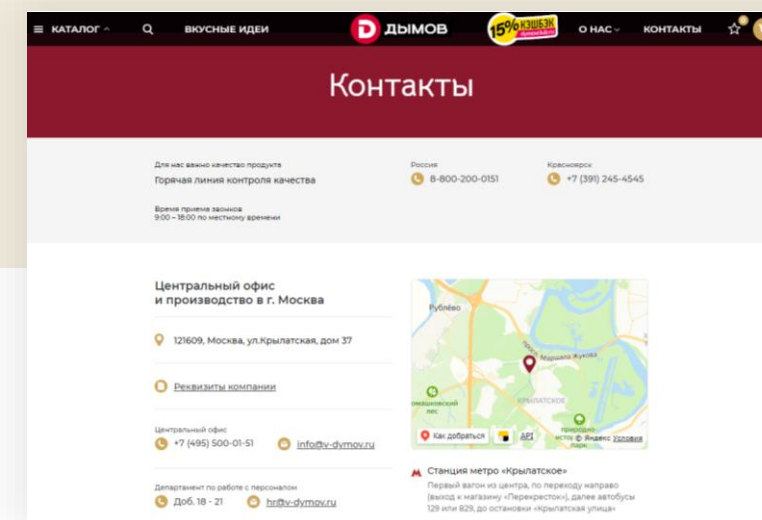 КАТАЛОГ
ВКУСНЫЕ ИДЕИ
D ДЫМОВ
15% КЭШБЭК
О НАС
КОНТАКТЫ
Контакты
Для нас важно качество продукта
Горячая линия контроля качества
Время приема звонков
9:00 – 18:00 по местному времени
Россия
8-800-200-0151
Красноярск
+7 (391) 245-4545
Центральный офис
и производство в г. Москва
121609, Москва, ул.Крылатская, дом 37
Реквизиты компании
Центральный офис
+7 (495) 500-01-51
info@v-dymov.ru
Департамент по работе с персоналом
Доб. 18 - 21
hr@v-dymov.ru
Рублёво
просп. Маршала Жукова
КРЫЛАТСКОЕ
лес
Как добраться
API
© Яндекс Условия
парк
Станция метро «Крылатское»
Первый вагон из центра, по переходу направо
(выход к магазину «Перекресток»), далее автобусы
129 или 829, до остановки «Крылатская улица»